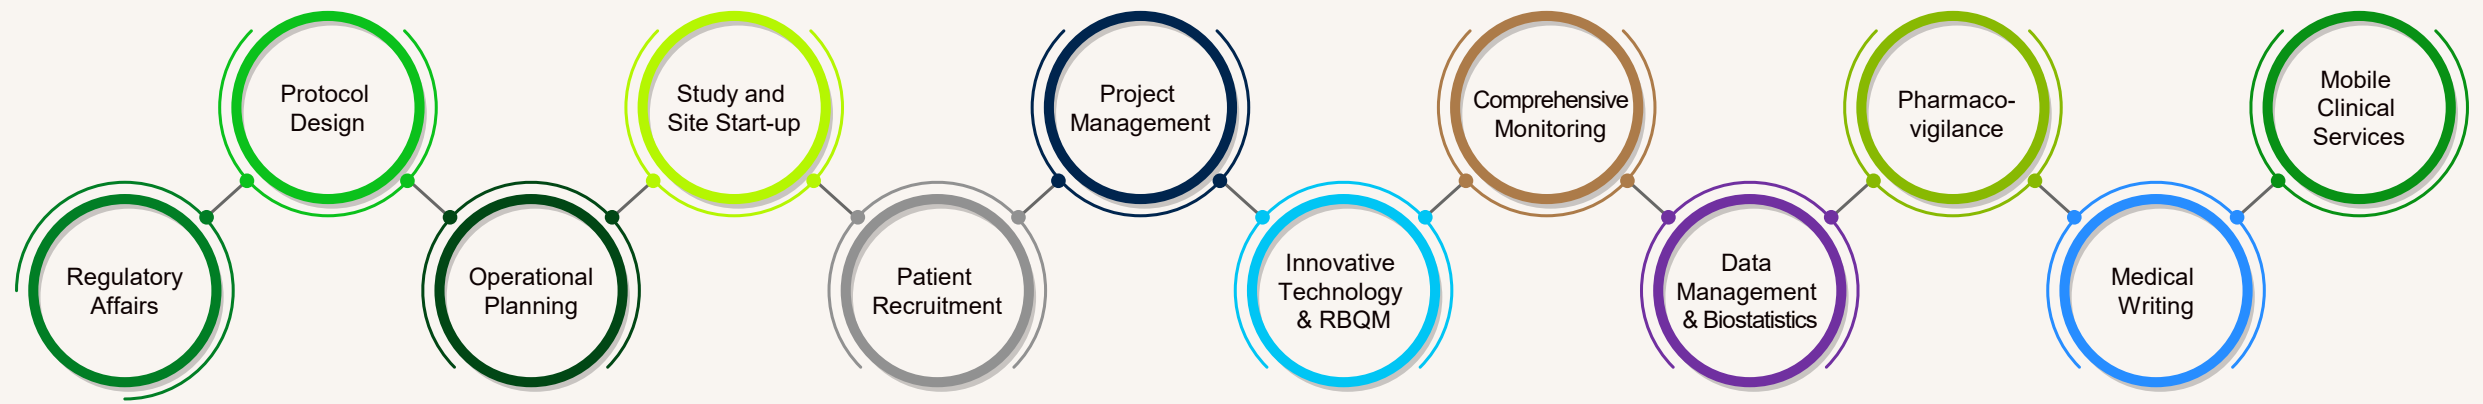 Regulatory
Affairs
Protocol
Design
Operational
Planning
Study and
Site Start-up
Patient
Recruitment
Project
Management
Innovative
Technology
& RBQM
Comprehensive
Monitoring
Data
Management
& Biostatistics
Pharmaco-
vigilance
Medical
Writing
Mobile
Clinical
Services